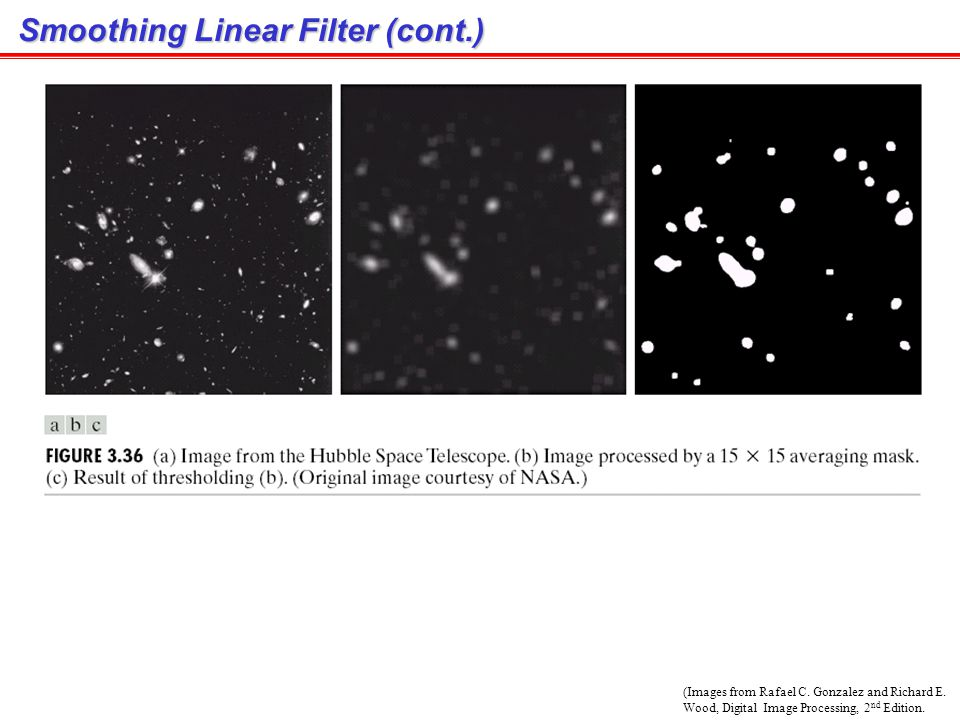 Smoothing Linear Filter (cont.)
a b c
FIGURE 3.36 (a) Image from the Hubble Space Telescope. (b) Image processed by a 15 × 15 averaging mask.
(c) Result of thresholding (b). (Original image courtesy of NASA.)
(Images from Rafael C. Gonzalez and Richard E.
Wood, Digital Image Processing, 2nd Edition.